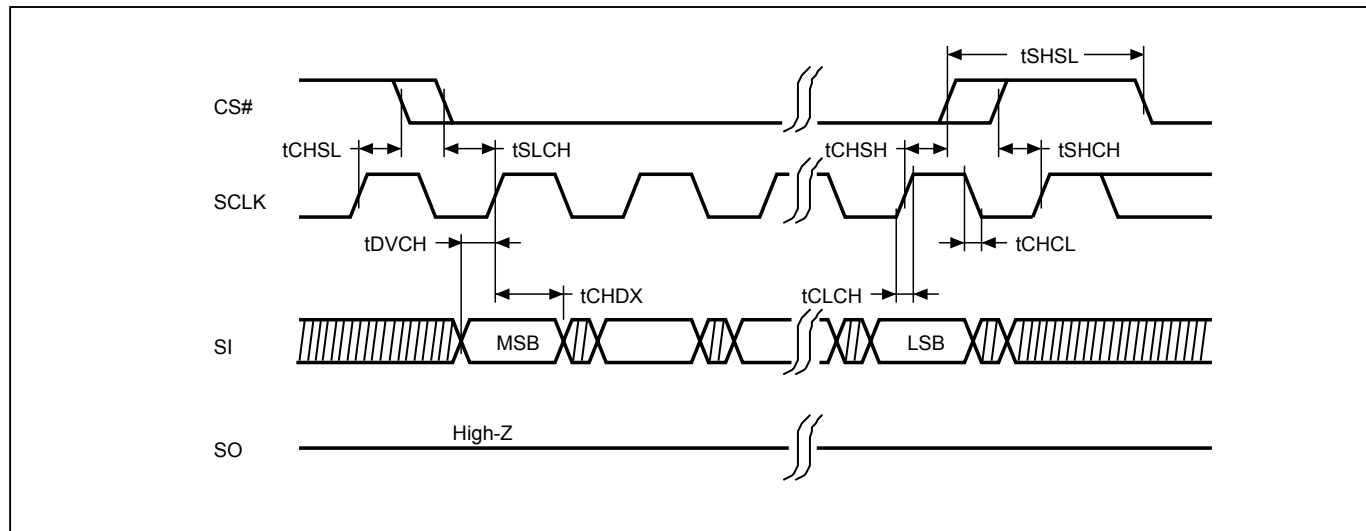 tSHSL
CS#
tCHSL
tSLCH
tCHSH
tSHCH
SCLK
tDVCH
tCHCL
tCHDX
tCLCH
SI
MSB
LSB
High-Z
SO